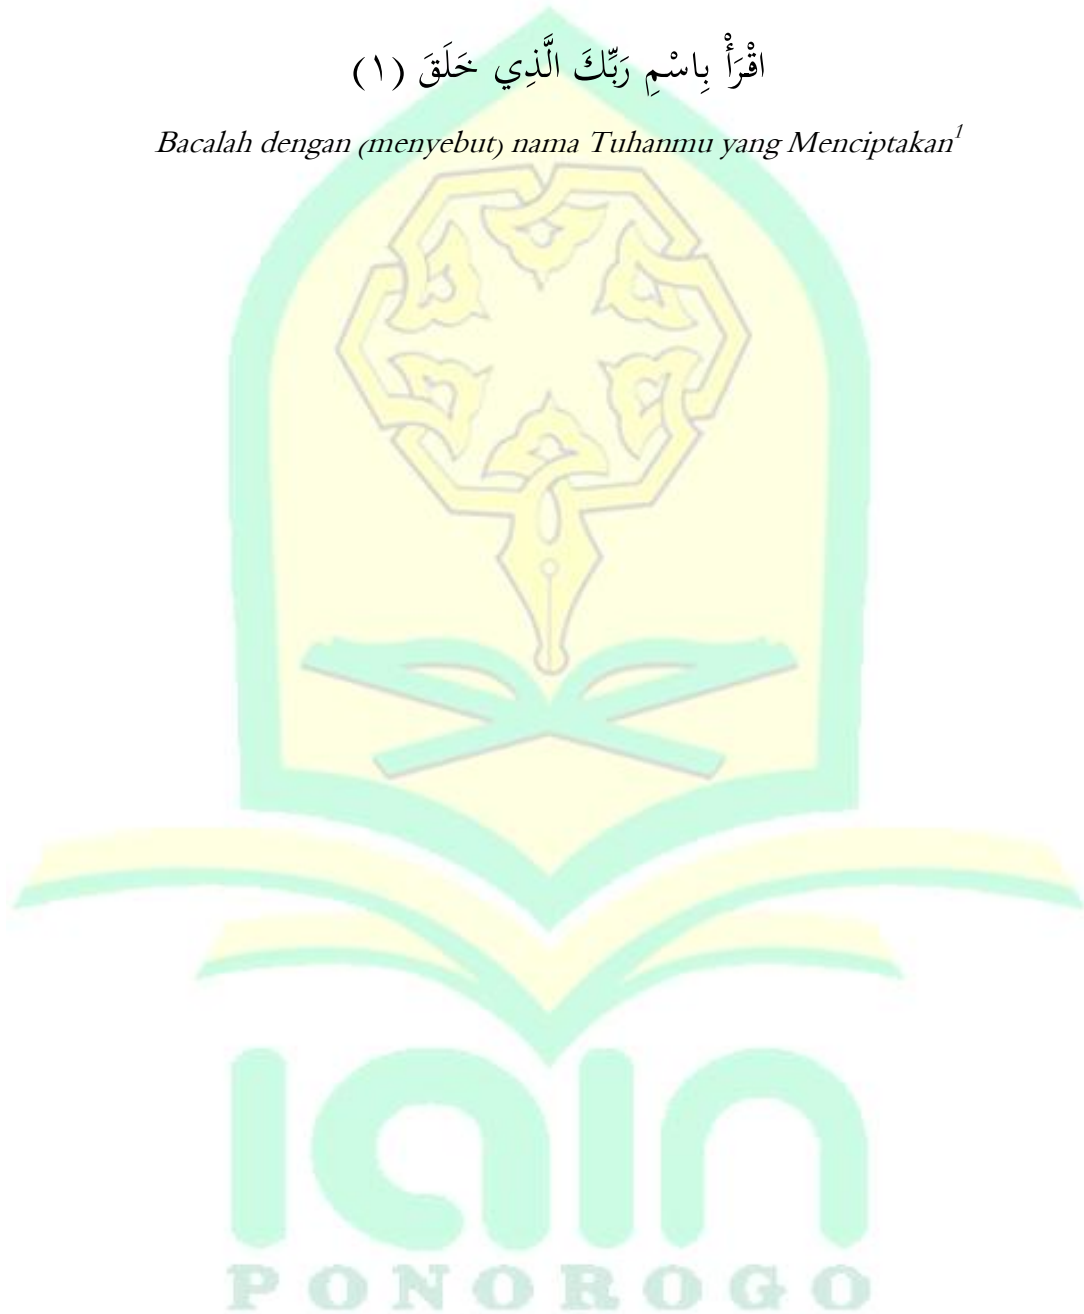 اقْرَأْ بِاسْمِ رَبِّكَ الَّذِي خَلَقَ (١)
Bacalah dengan (menyebut) nama Tuhanmu yang Menciptakan¹
iain
PONOROGO